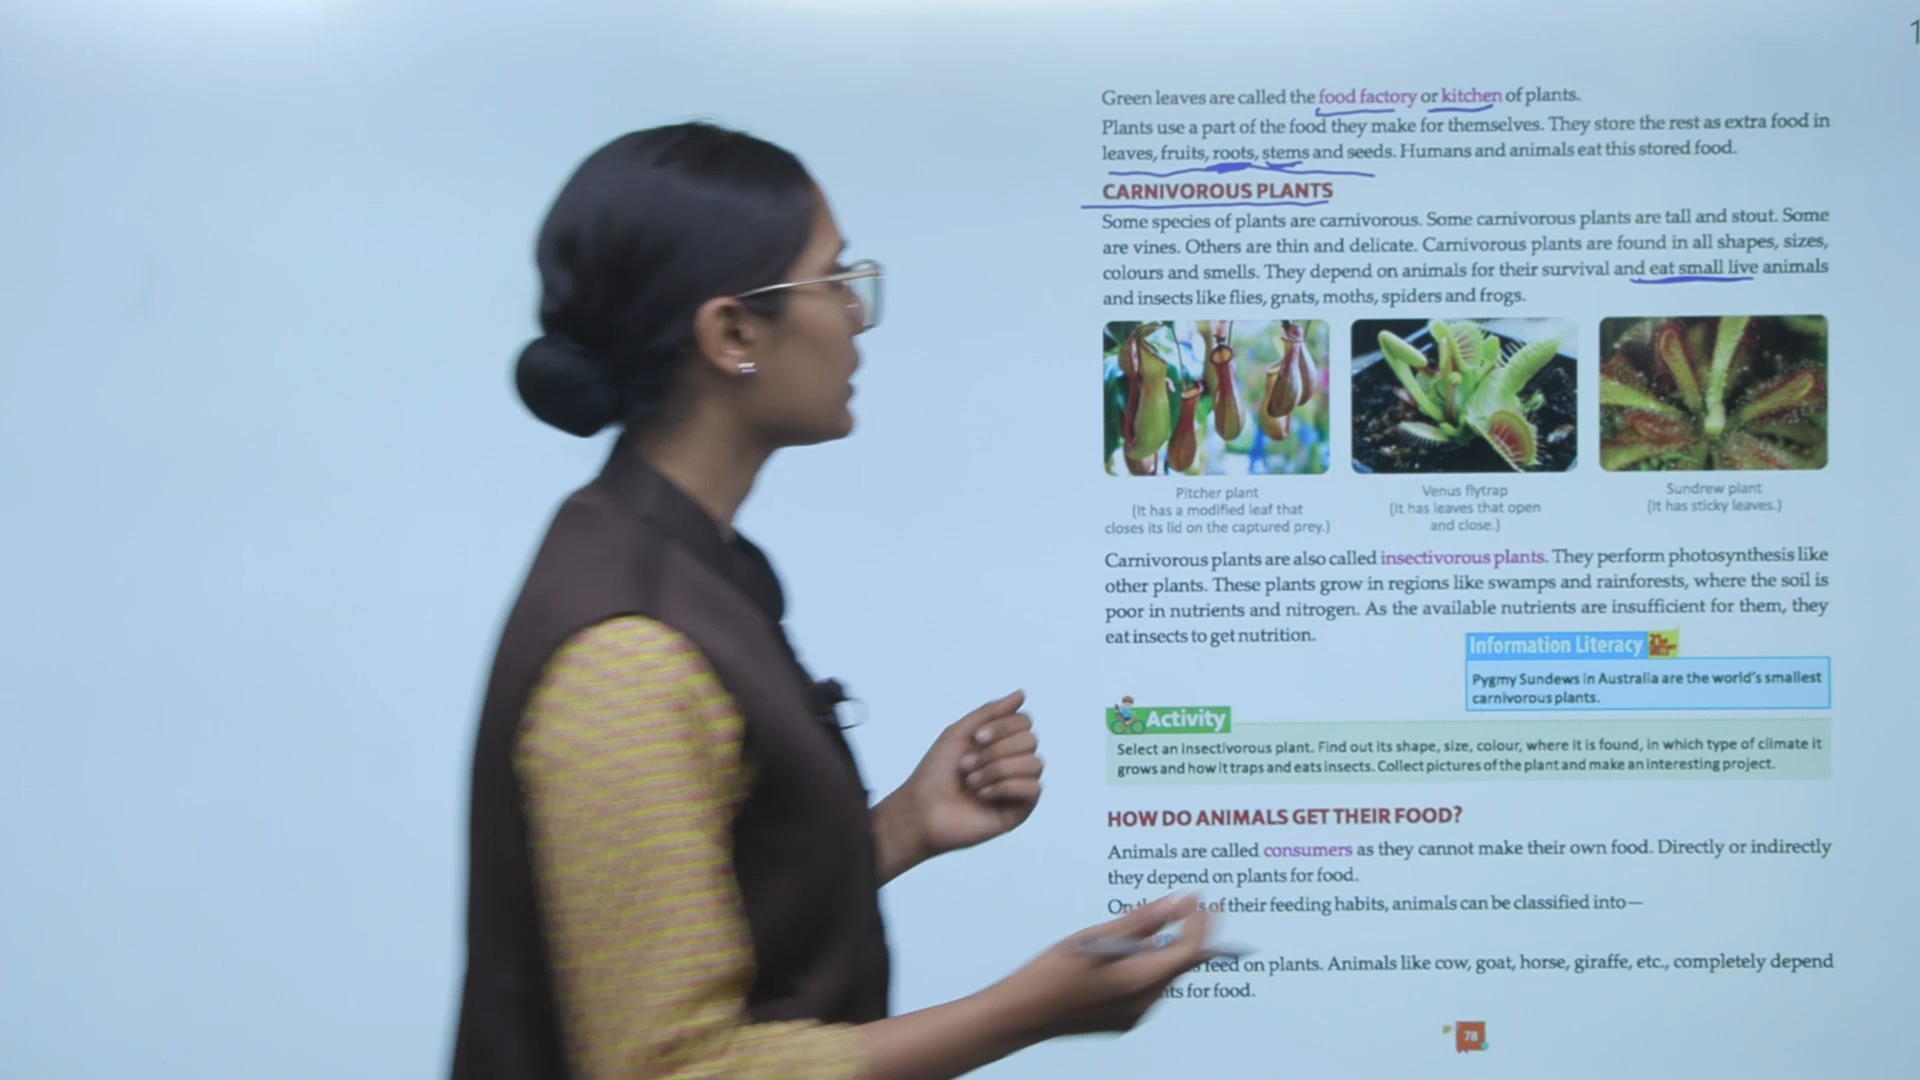 1
Green leaves are called the food factory or kitchen of plants.
Plants use a part of the food they make for themselves. They store the rest as extra food in
leaves, fruits, roots, stems and seeds. Humans and animals eat this stored food.
CARNIVOROUS PLANTS
Some species of plants are carnivorous. Some carnivorous plants are tall and stout. Some
are vines. Others are thin and delicate. Carnivorous plants are found in all shapes, sizes,
colours and smells. They depend on animals for their survival and eat small live animals
and insects like flies, gnats, moths, spiders and frogs.
Pitcher plant
(It has a modified leaf that
closes its lid on the captured prey.)
Venus flytrap
(It has leaves that open
and close.)
Sundrew plant
(It has sticky leaves.)
Carnivorous plants are also called insectivorous plants. They perform photosynthesis like
other plants. These plants grow in regions like swamps and rainforests, where the soil is
poor in nutrients and nitrogen. As the available nutrients are insufficient for them, they
eat insects to get nutrition.
Information Literacy
Pygmy Sundews in Australia are the world's smallest
carnivorous plants.
Activity
Select an insectivorous plant. Find out its shape, size, colour, where it is found, in which type of climate it
grows and how it traps and eats insects. Collect pictures of the plant and make an interesting project.
HOW DO ANIMALS GET THEIR FOOD?
Animals are called consumers as they cannot make their own food. Directly or indirectly
they depend on plants for food.
On of their feeding habits, animals can be classified into—
feed on plants. Animals like cow, goat, horse, giraffe, etc., completely depend
for food.
78